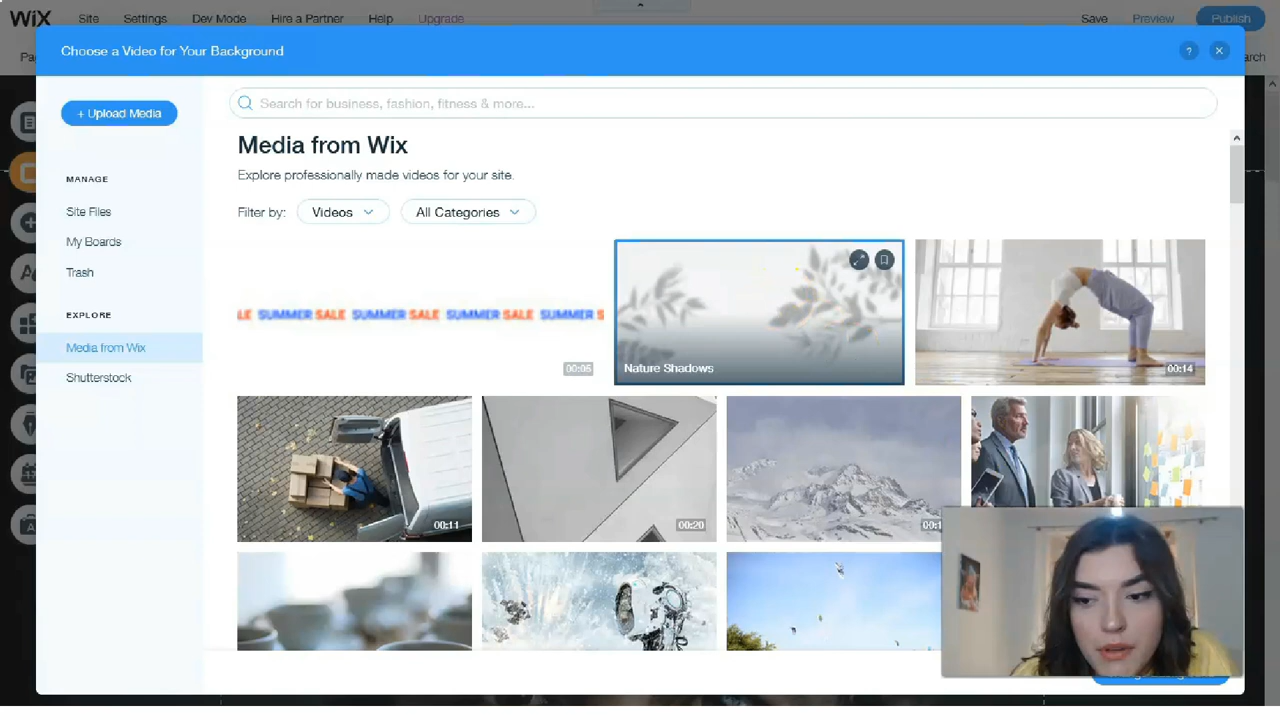 WiX Site Settings Dev Mode Hire a Partner Help Upgrade Save Preview Publish
Choose a Video for Your Background ? ×
+ Upload Media
Search for business, fashion, fitness & more...
MANAGE
Site Files
My Boards
Trash
EXPLORE
Media from Wix
Shutterstock
Media from Wix
Explore professionally made videos for your site.
Filter by: Videos All Categories
SUMMER SALE SUMMER SALE SUMMER SALE SUMMER
00:05
Nature Shadows
00:14
00:11
00:20